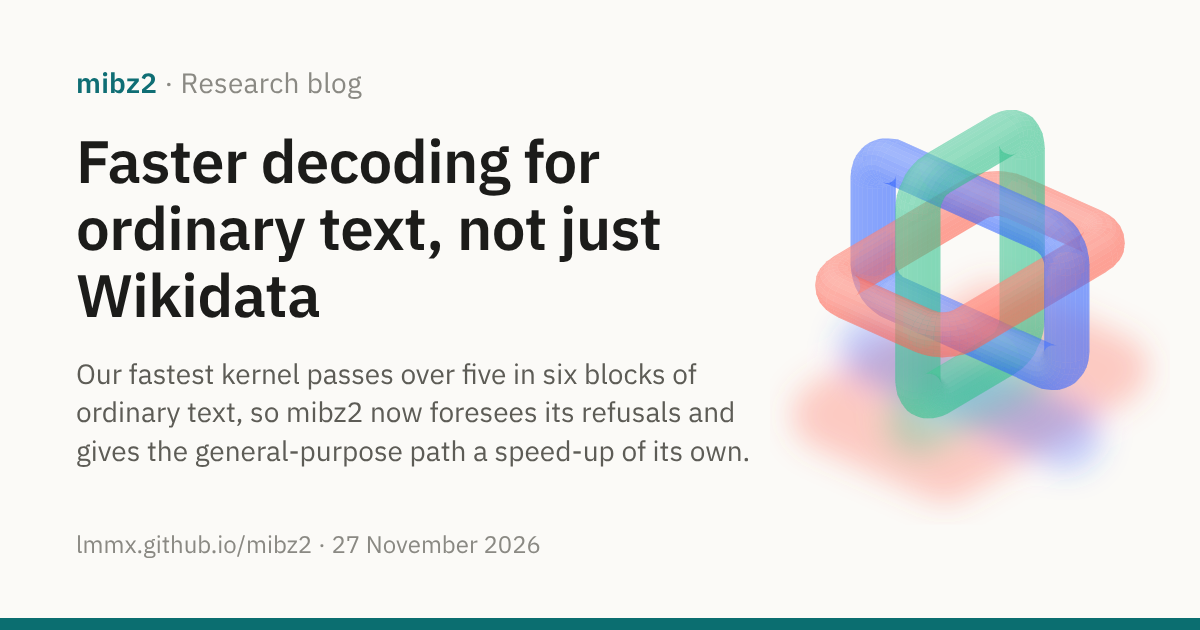 mibz2 · Research blog
Faster decoding for
ordinary text, not just
Wikidata
Our fastest kernel passes over five in six blocks of
ordinary text, so mibz2 now foresees its refusals and
gives the general-purpose path a speed-up of its own.
lmmx.github.io/mibz2 · 27 November 2026